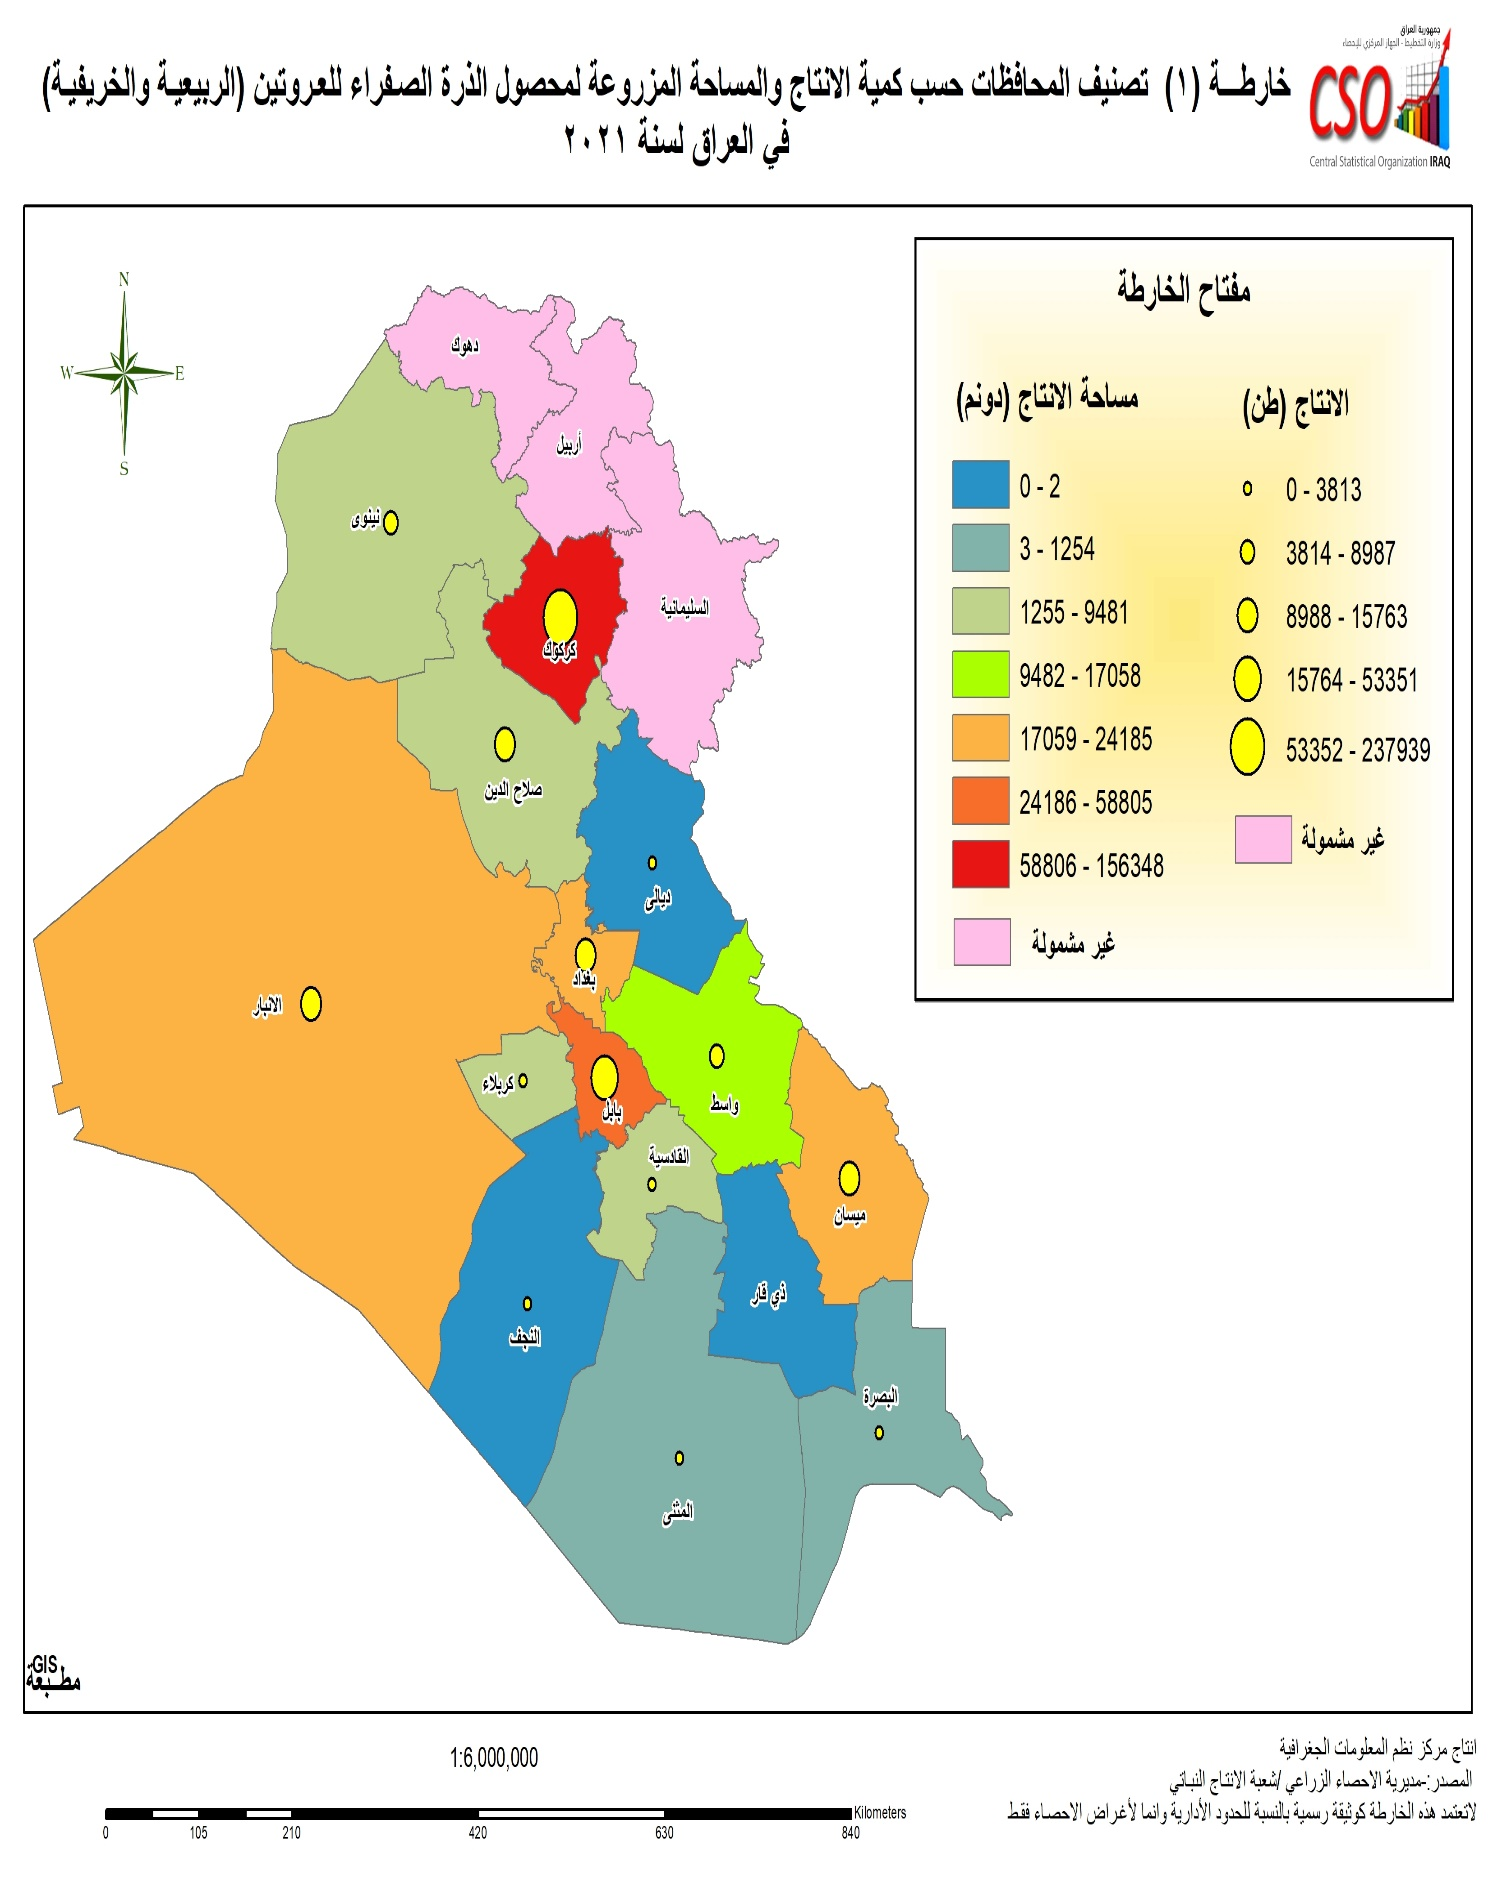 جمهورية العراق
وزارة التخطيط - الجهاز المركزي للإحصاء
CSO
Central Statistical Organization IRAQ
خارطــة (١) تصنيف المحافظات حسب كمية الانتاج والمساحة المزروعة لمحصول الذرة الصفراء للعروتين (الربيعية والخريفية)
في العراق لسنة ٢٠٢١
N
W E
S
مفتاح الخارطة
مساحة الانتاج (دونم)
0 - 2
3 - 1254
1255 - 9481
9482 - 17058
17059 - 24185
24186 - 58805
58806 - 156348
غير مشمولة
الانتاج (طن)
0 - 3813
3814 - 8987
8988 - 15763
15764 - 53351
53352 - 237939
غير مشمولة
دهوك
أربيل
نينوى
السليمانية
كركوك
صلاح الدين
ديالى
بغداد
الانبار
كربلاء
بابل
واسط
القادسية
ميسان
ذي قار
النجف
البصرة
المثنى
GIS
مطـبعة
1:6,000,000
Kilometers
0 105 210 420 630 840
انتاج مركز نظم المعلومات الجغرافية
المصدر:-مديرية الاحصاء الزراعي /شعبة الانتاج النباتي
لاتعتمد هذه الخارطة كوثيقة رسمية بالنسبة للحدود الأدارية وانما لأغراض الاحصاء فقط